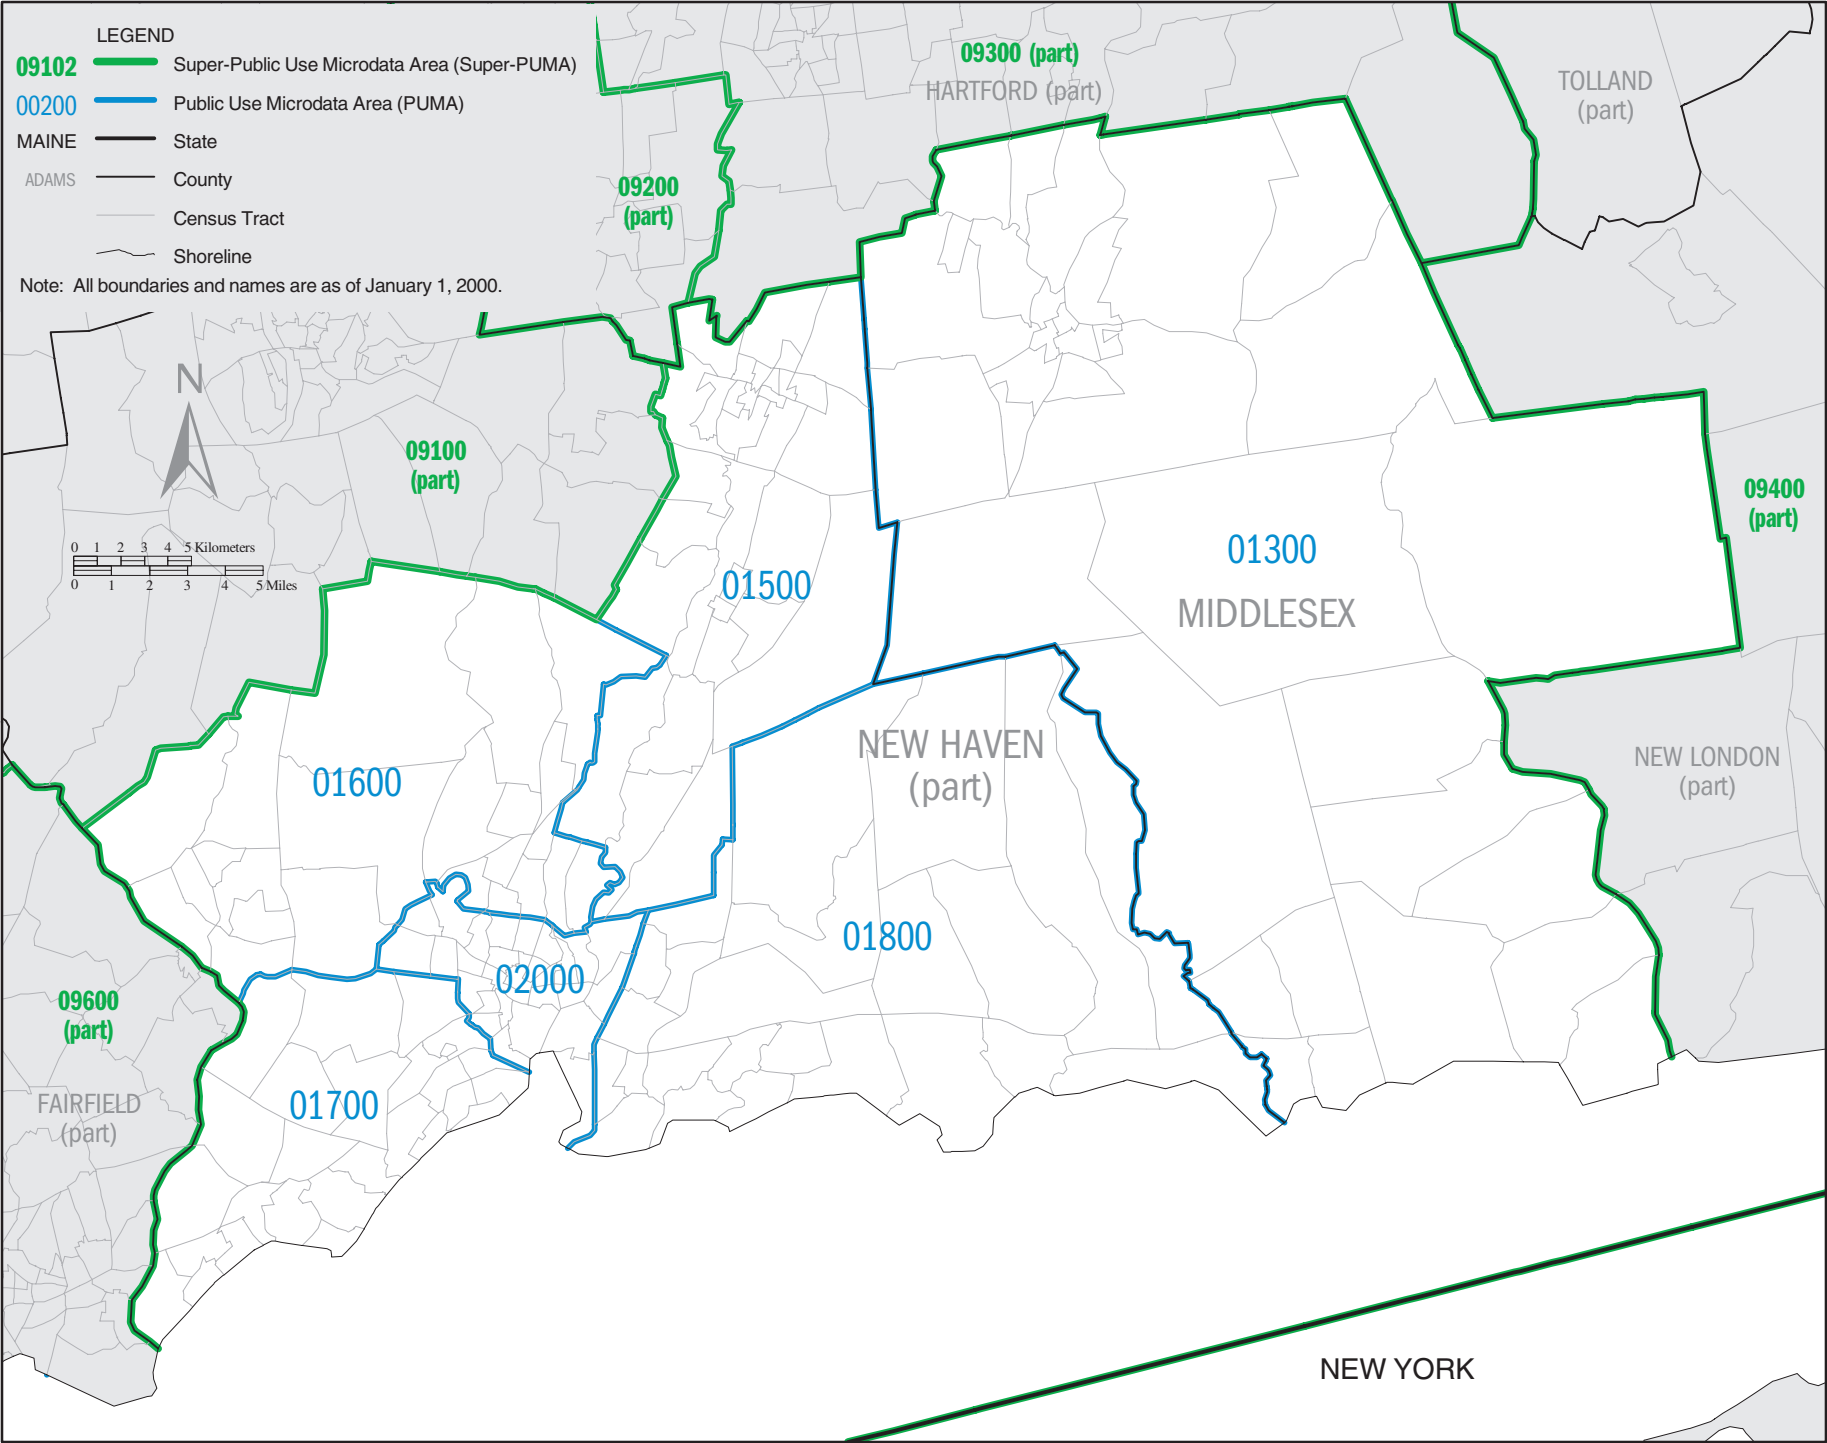 LEGEND
09102 Super-Public Use Microdata Area (Super-PUMA)
00200 Public Use Microdata Area (PUMA)
MAINE State
ADAMS County
Census Tract
Shoreline
Note: All boundaries and names are as of January 1, 2000.
09300 (part)
HARTFORD (part)
TOLLAND
(part)
09200
(part)
N
09100
(part)
09400
(part)
0 1 2 3 4 5 Kilometers
0 1 2 3 4 5 Miles
01500
01300
MIDDLESEX
NEW HAVEN
(part)
NEW LONDON
(part)
01600
01800
02000
09600
(part)
FAIRFIELD
(part)
01700
NEW YORK